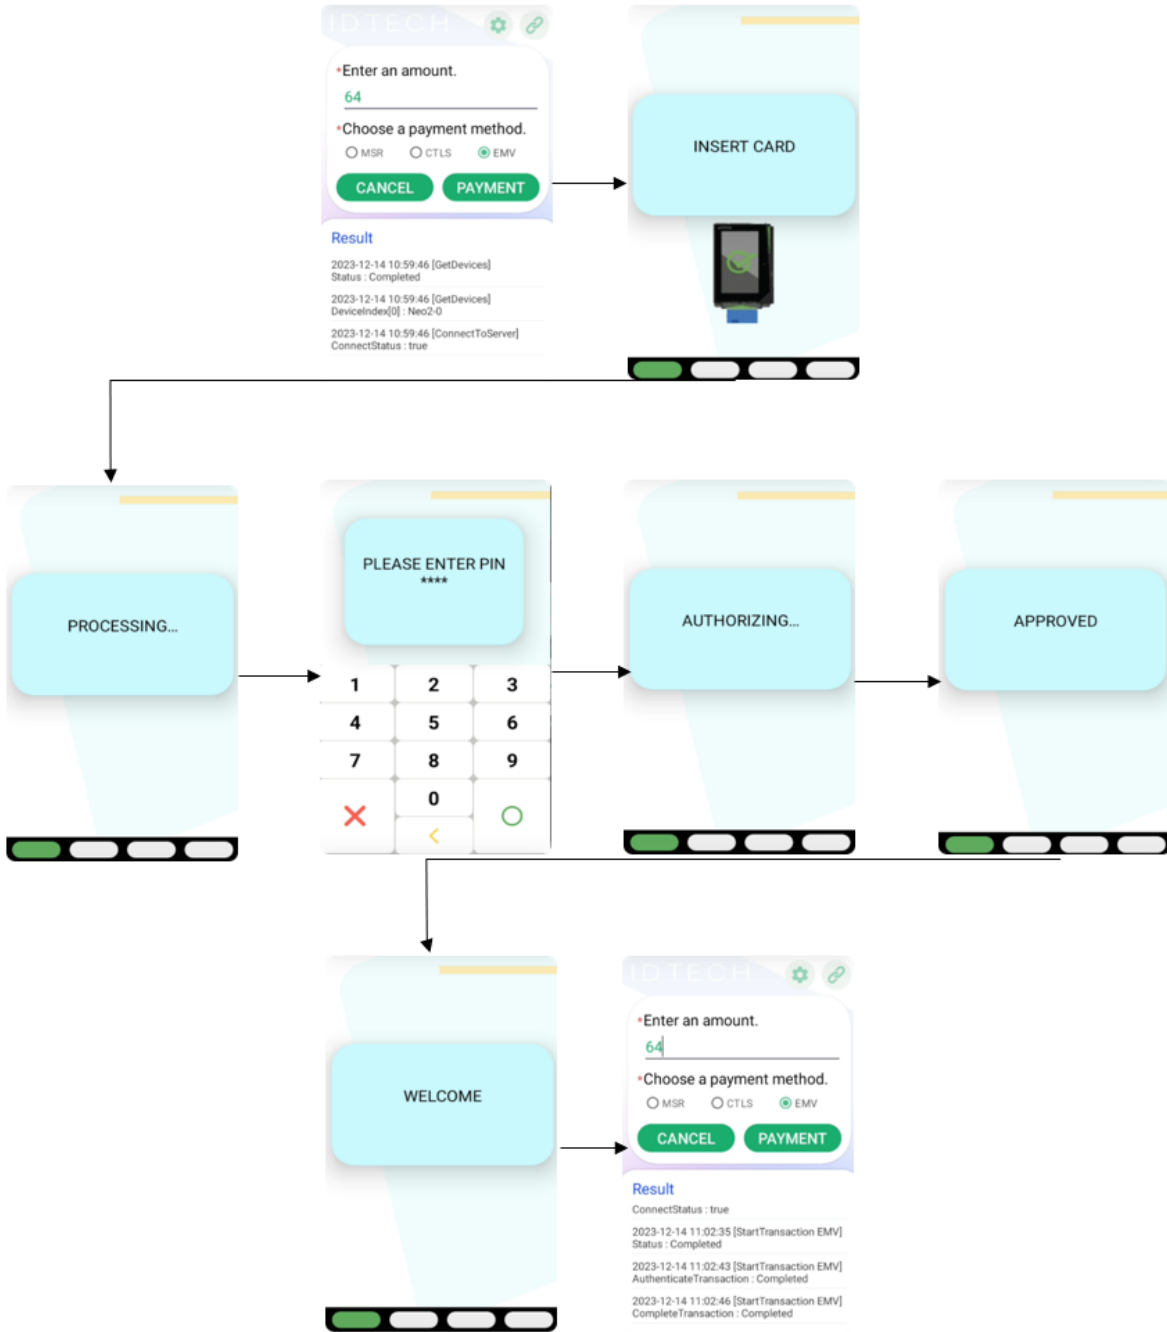 IDTECH
*Enter an amount.
64
*Choose a payment method.
MSR CTLS EMV
CANCEL PAYMENT
Result
2023-12-14 10:59:46 [GetDevices]
Status : Completed
2023-12-14 10:59:46 [GetDevices]
DeviceIndex[0] : Neo2-0
2023-12-14 10:59:46 [ConnectToServer]
ConnectStatus : true
INSERT CARD
PROCESSING...
PLEASE ENTER PIN
****
1 2 3
4 5 6
7 8 9
0
AUTHORIZING...
APPROVED
WELCOME
IDTECH
*Enter an amount.
64
*Choose a payment method.
MSR CTLS EMV
CANCEL PAYMENT
Result
ConnectStatus : true
2023-12-14 11:02:35 [StartTransaction EMV]
Status : Completed
2023-12-14 11:02:43 [StartTransaction EMV]
AuthenticateTransaction : Completed
2023-12-14 11:02:46 [StartTransaction EMV]
CompleteTransaction : Completed